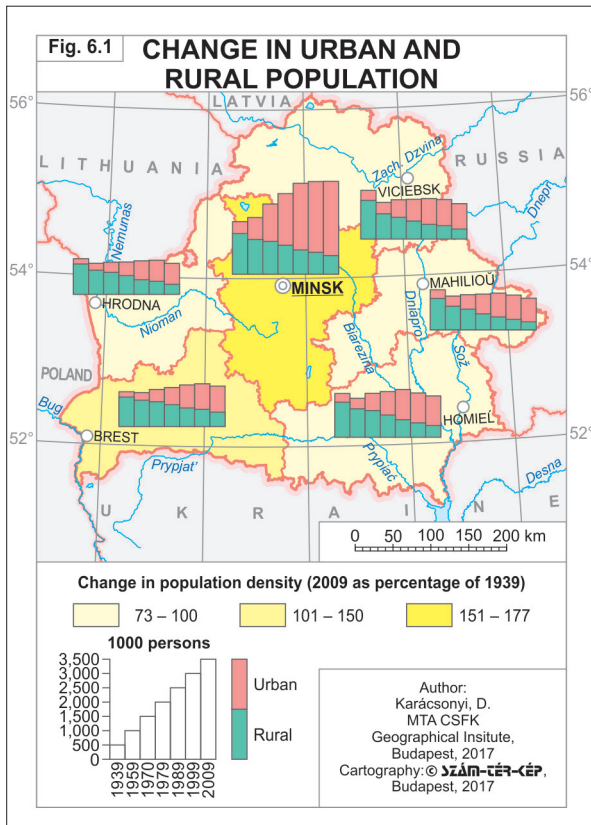 Fig. 6.1
CHANGE IN URBAN AND
RURAL POPULATION
56°
56°
LATVIA
LITHUANIA
RUSSIA
Zach. Dzvina
VICIEBSK
Dnepr
Nemunas
54°
54°
MINSK
MAHILIOŬ
HRODNA
Nioman
Dniapro
Biarezina
Sož
POLAND
Bug
HOMIEL
52°
BREST
52°
Prypjat'
Prypiać
Desna
UKRAINE
0 50 100 150 200 km
Change in population density (2009 as percentage of 1939)
73 – 100
101 – 150
151 – 177
1000 persons
3,500
3,000
2,500
2,000
1,500
1,000
500
0
1939
1959
1970
1979
1989
1999
2009
Urban
Rural
Author:
Karácsonyi, D.
MTA CSFK
Geographical Insitute,
Budapest, 2017
Cartography: © SZÁM-TÉR-KÉP,
Budapest, 2017